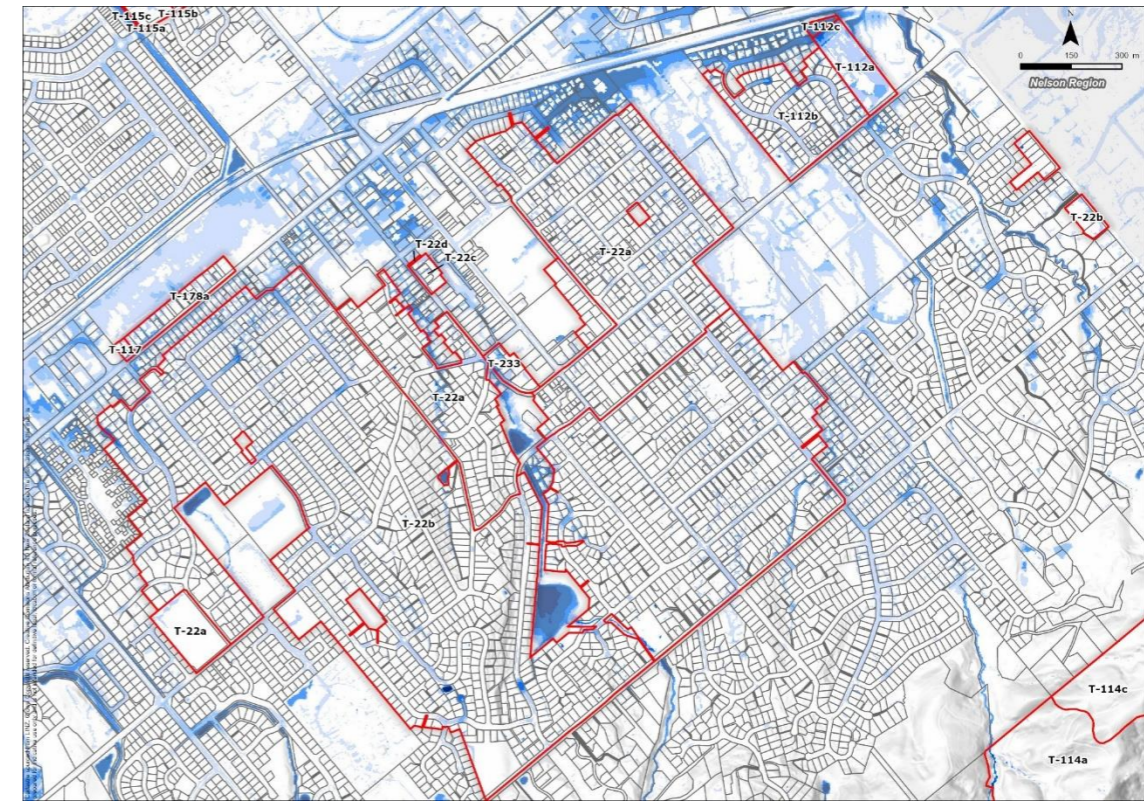 T-115c
T-115b
T-115a
T-112c
N
0 150 300 m
Nelson Region
T-112a
T-112b
T-22b
T-22d
T-22c
T-22a
T-178a
T-117
T-233
T-22a
T-22b
T-22a
T-114c
T-114a